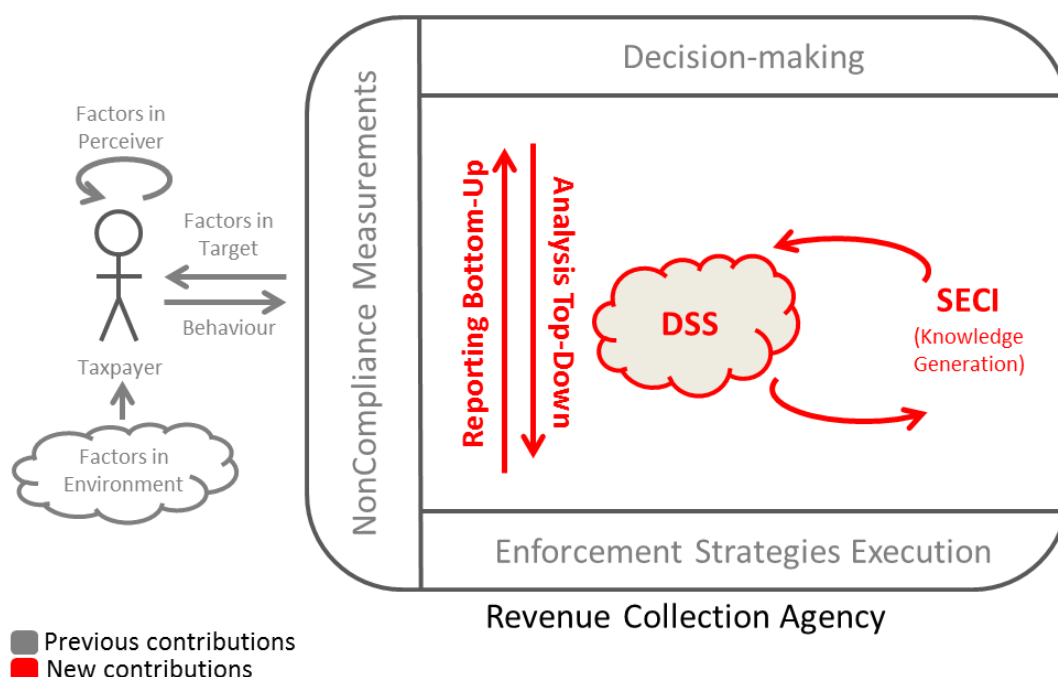 Decision-making
Factors in
Perceiver
Factors in
Target
Behaviour
Taxpayer
Factors in
Environment
NonCompliance Measurements
Reporting Bottom-Up
Analysis Top-Down
DSS
SECI
(Knowledge
Generation)
Enforcement Strategies Execution
Revenue Collection Agency
Previous contributions
New contributions